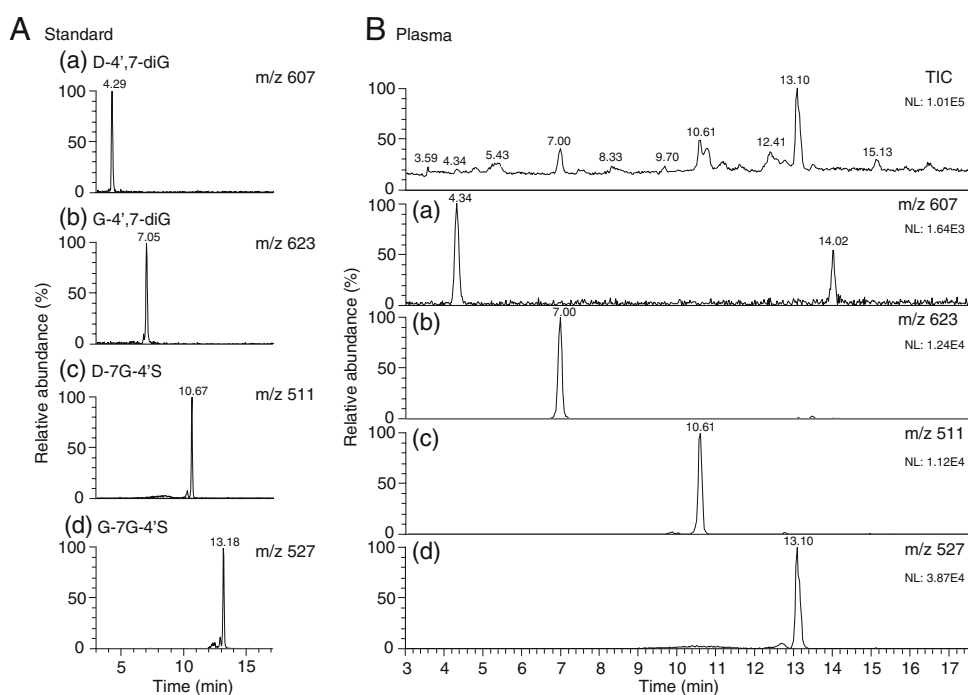 A Standard
(a) D-4',7-diG
m/z 607
4.29
100
50
0
(b) G-4',7-diG
m/z 623
7.05
100
50
0
(c) D-7G-4'S
m/z 511
10.67
100
50
0
(d) G-7G-4'S
m/z 527
13.18
100
50
0
Relative abundance (%)
5 10 15
Time (min)
B Plasma
TIC
NL: 1.01E5
100
50
0
3.59 4.34 5.43 7.00 8.33 9.70 10.61 12.41 13.10 15.13
(a)
m/z 607
NL: 1.64E3
4.34
14.02
100
50
0
(b)
m/z 623
NL: 1.24E4
7.00
100
50
0
(c)
m/z 511
NL: 1.12E4
10.61
100
50
0
(d)
m/z 527
NL: 3.87E4
13.10
100
50
0
Relative abundance (%)
3 4 5 6 7 8 9 10 11 12 13 14 15 16 17
Time (min)